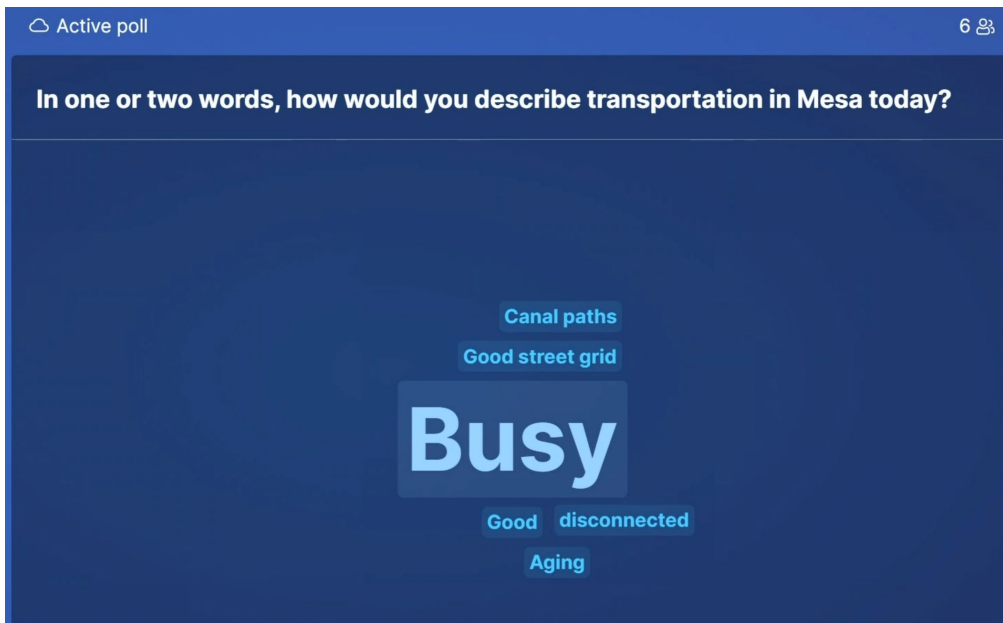 Active poll
6
In one or two words, how would you describe transportation in Mesa today?
Canal paths
Good street grid
Busy
Good disconnected
Aging